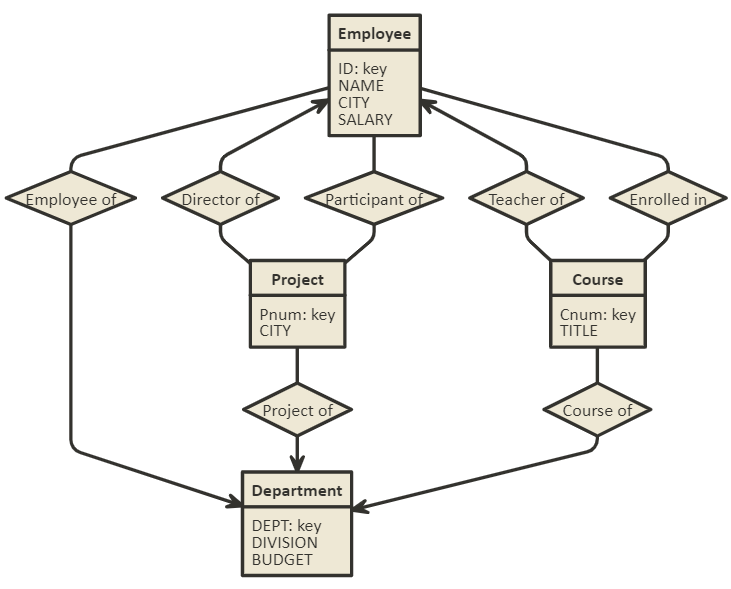 Employee
ID: key
NAME
CITY
SALARY
Employee of
Director of
Participant of
Teacher of
Enrolled in
Project
Pnum: key
CITY
Course
Cnum: key
TITLE
Project of
Course of
Department
DEPT: key
DIVISION
BUDGET